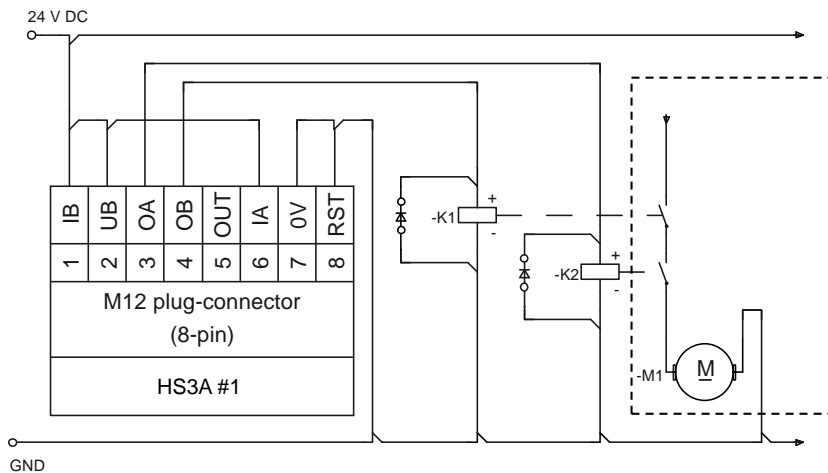 24 V DC
IB UB OA OB OUT IA 0V RST
1 2 3 4 5 6 7 8
M12 plug-connector
(8-pin)
HS3A #1
+
-K1
-
+
-K2
-
-M1 M
GND